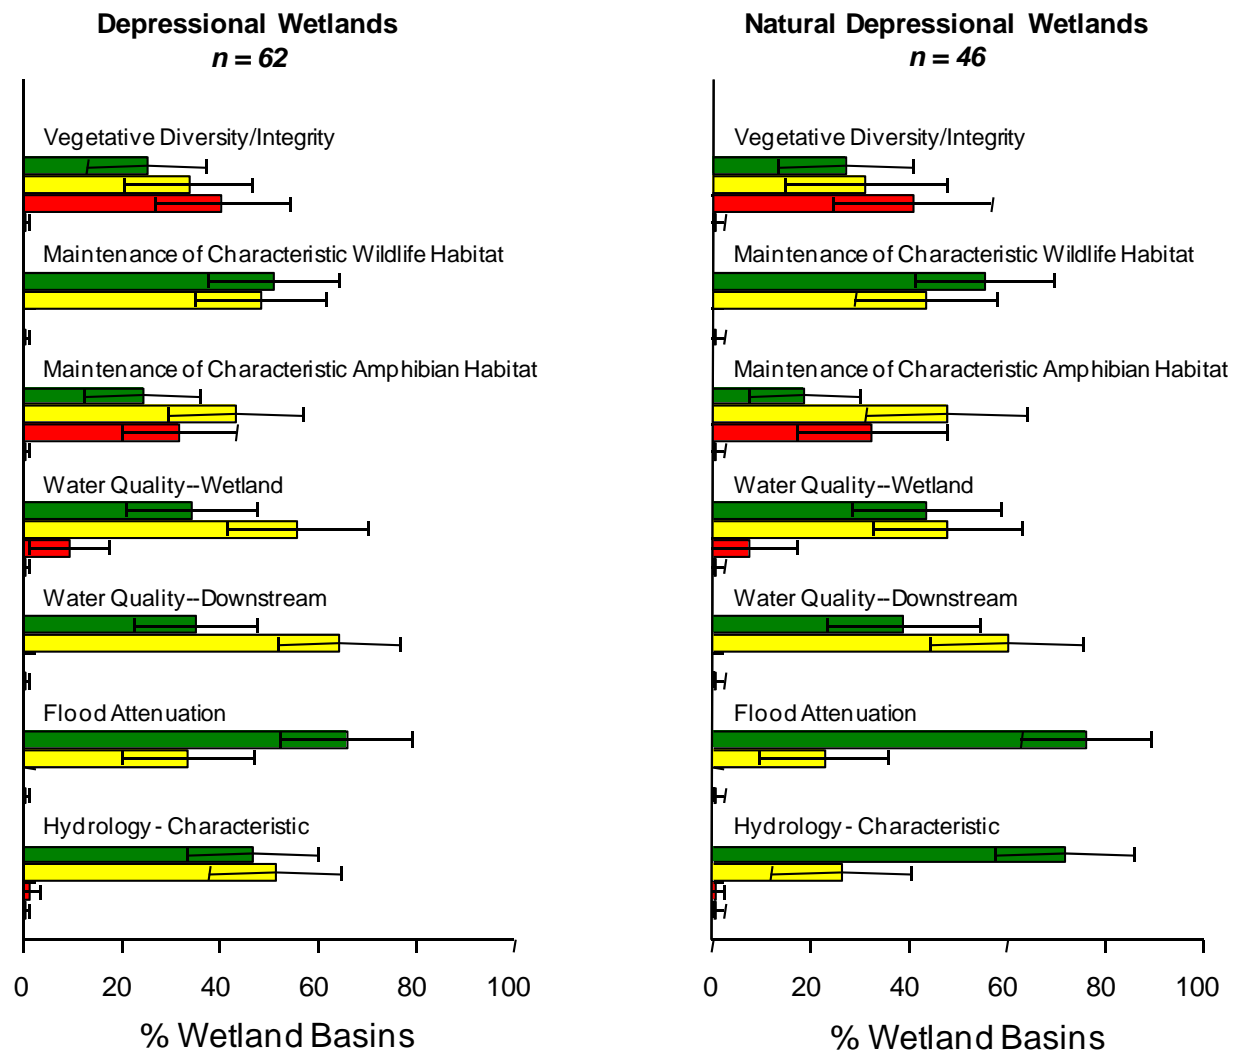 Depressional Wetlands
n = 62
Vegetative Diversity/Integrity
Maintenance of Characteristic Wildlife Habitat
Maintenance of Characteristic Amphibian Habitat
Water Quality--Wetland
Water Quality--Downstream
Flood Attenuation
Hydrology - Characteristic
0 20 40 60 80 100
% Wetland Basins
Natural Depressional Wetlands
n = 46
Vegetative Diversity/Integrity
Maintenance of Characteristic Wildlife Habitat
Maintenance of Characteristic Amphibian Habitat
Water Quality--Wetland
Water Quality--Downstream
Flood Attenuation
Hydrology - Characteristic
0 20 40 60 80 100
% Wetland Basins